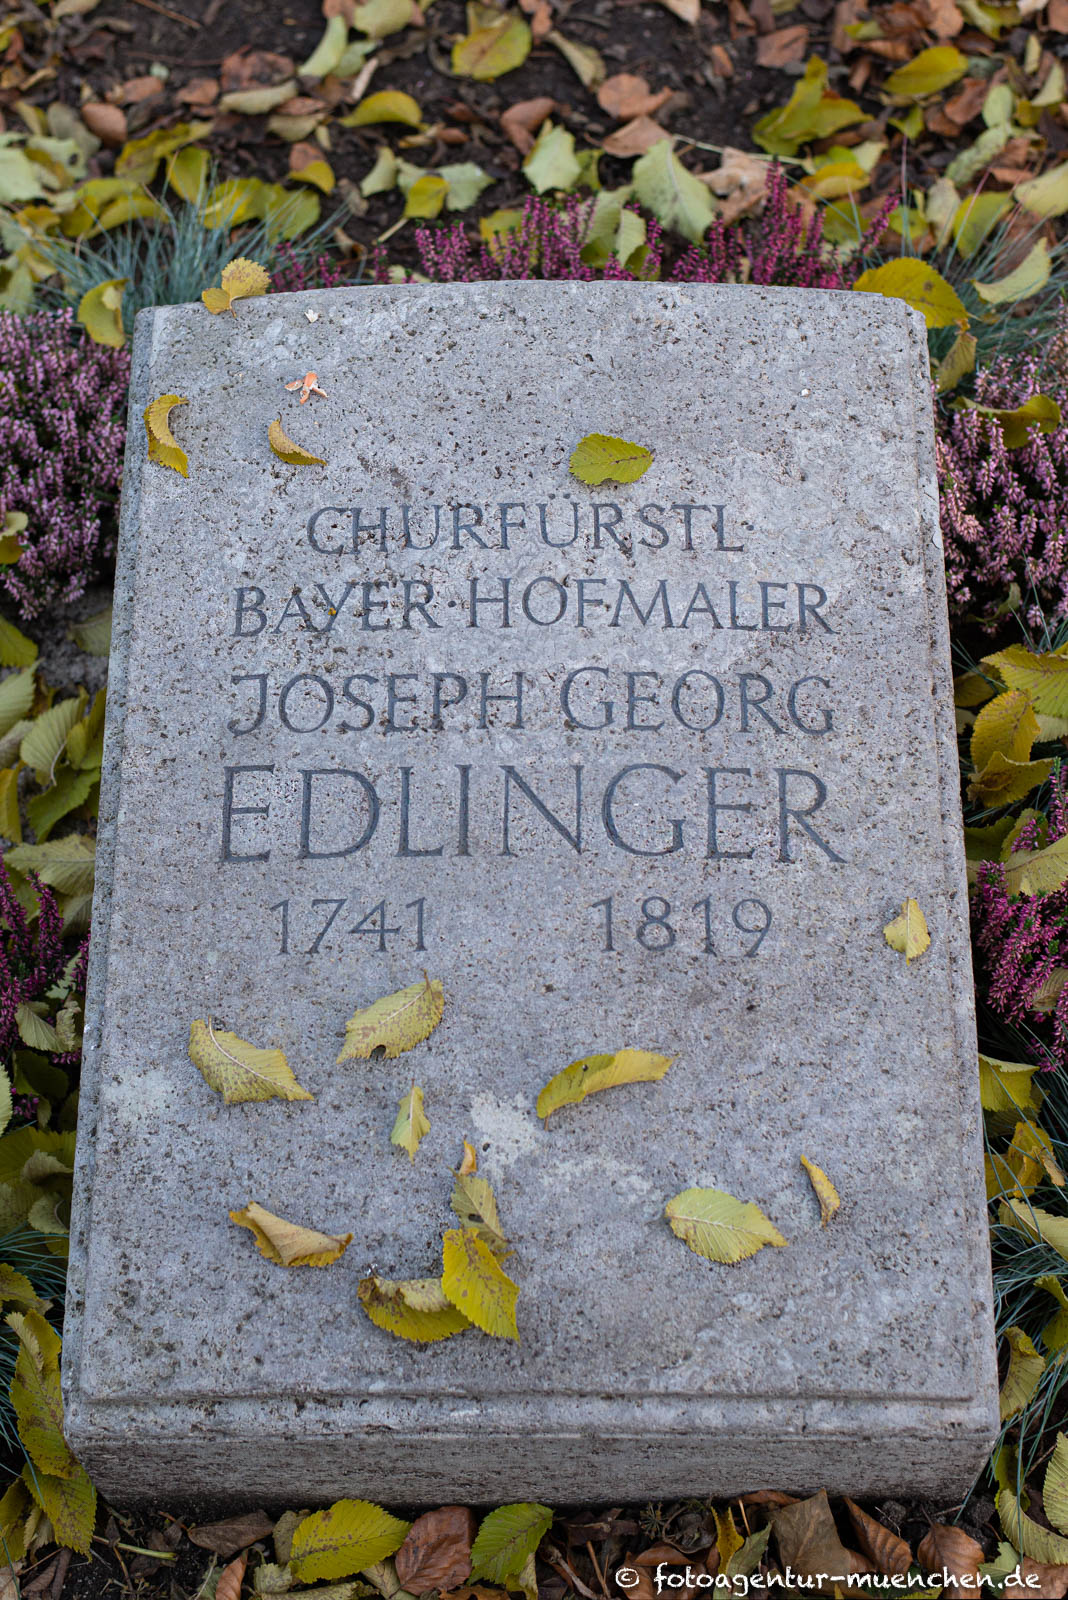 CHURFÜRSTL·
BAYER·HOFMALER
JOSEPH GEORG
EDLINGER
1741 1819
© fotoagentur-muenchen.de